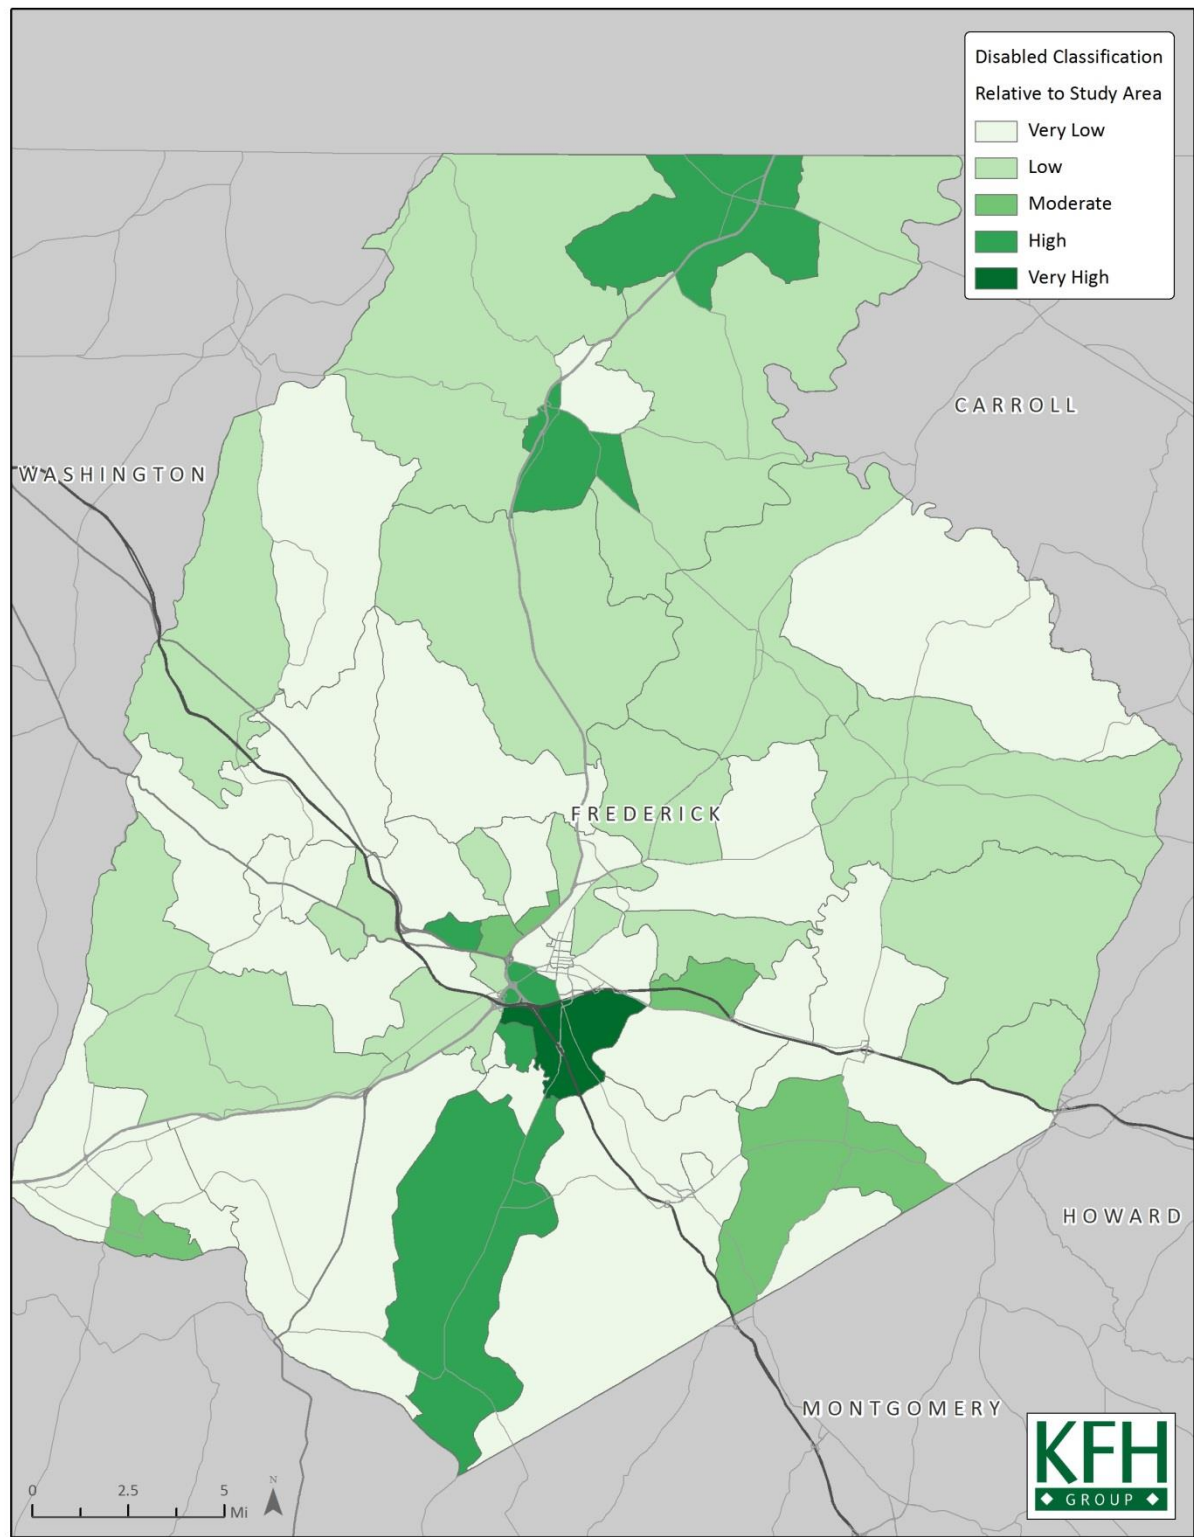 Disabled Classification
Relative to Study Area
Very Low
Low
Moderate
High
Very High
CARROLL
WASHINGTON
FREDERICK
HOWARD
MONTGOMERY
0 2.5 5
Mi
N
KFH
GROUP